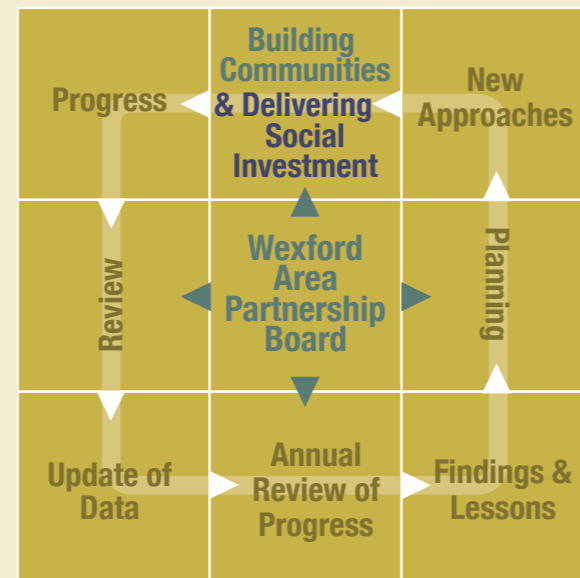 Progress
Building
Communities
& Delivering
Social
Investment
New
Approaches
Review
Wexford
Area
Partnership
Board
Planning
Update of
Data
Annual
Review of
Progress
Findings &
Lessons